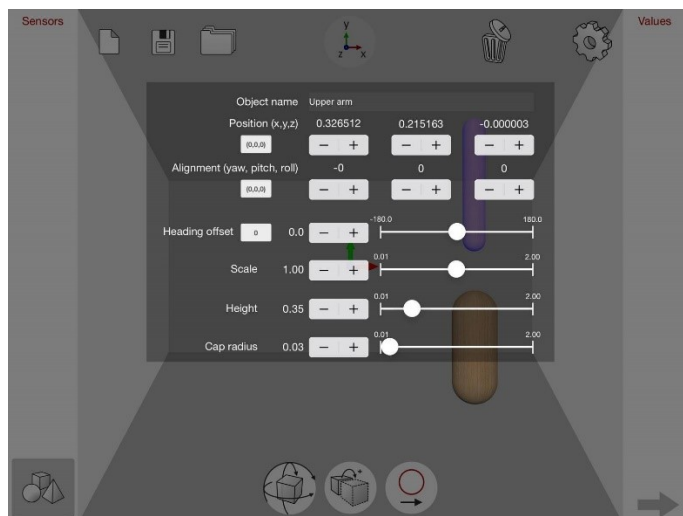 Sensors
Values
y
z x
Object name Upper arm
Position (x,y,z) 0.326512 0.215163 -0.000003
(0,0,0) − + − + − +
Alignment (yaw, pitch, roll) -0 0 0
(0,0,0) − + − + − +
-180.0 180.0
Heading offset 0 0.0 − +
0.01 2.00
Scale 1.00 − +
0.01 2.00
Height 0.35 − +
0.01 2.00
Cap radius 0.03 − +